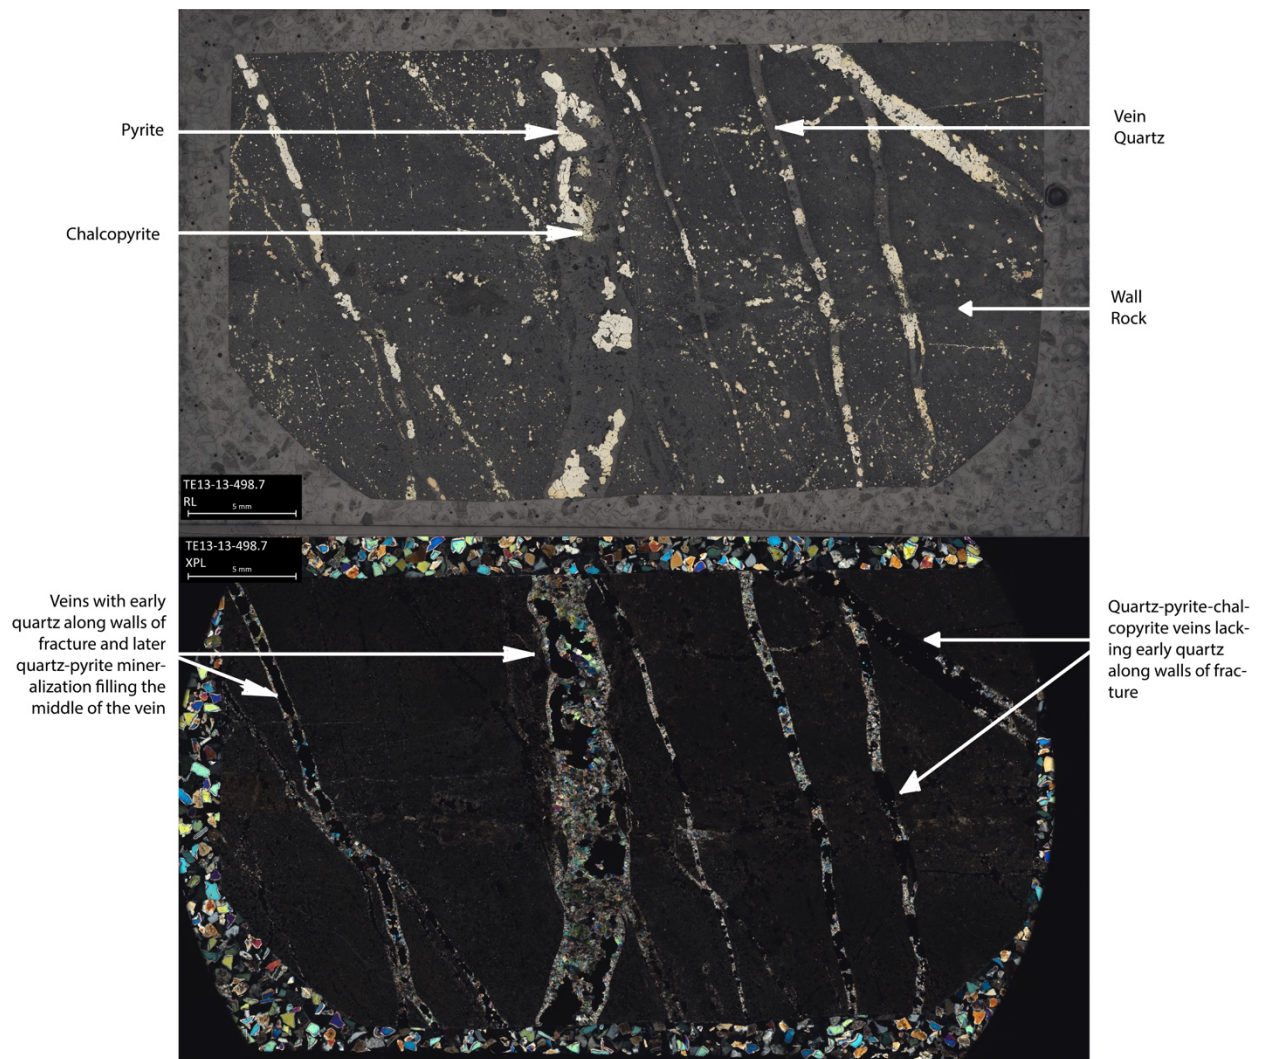 Pyrite
Chalcopyrite
Vein
Quartz
Wall
Rock
TE13-13-498.7
RL
5 mm
TE13-13-498.7
XPL
5 mm
Veins with early
quartz along walls of
fracture and later
quartz-pyrite miner-
alization filling the
middle of the vein
Quartz-pyrite-chal-
copyrite veins lack-
ing early quartz
along walls of frac-
ture